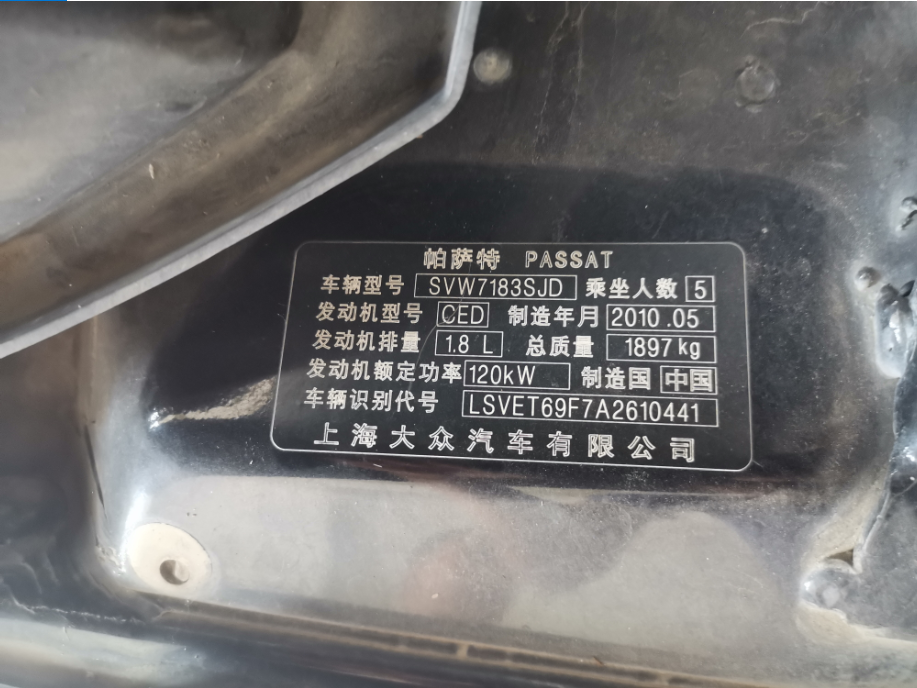 帕萨特 PASSAT
车辆型号 SVW7183SJD 乘坐人数 5
发动机型号 CED 制造年月 2010.05
发动机排量 1.8 L 总质量 1897kg
发动机额定功率 120kW 制造国 中国
车辆识别代号 LSVET69F7A2610441
上海大众汽车有限公司